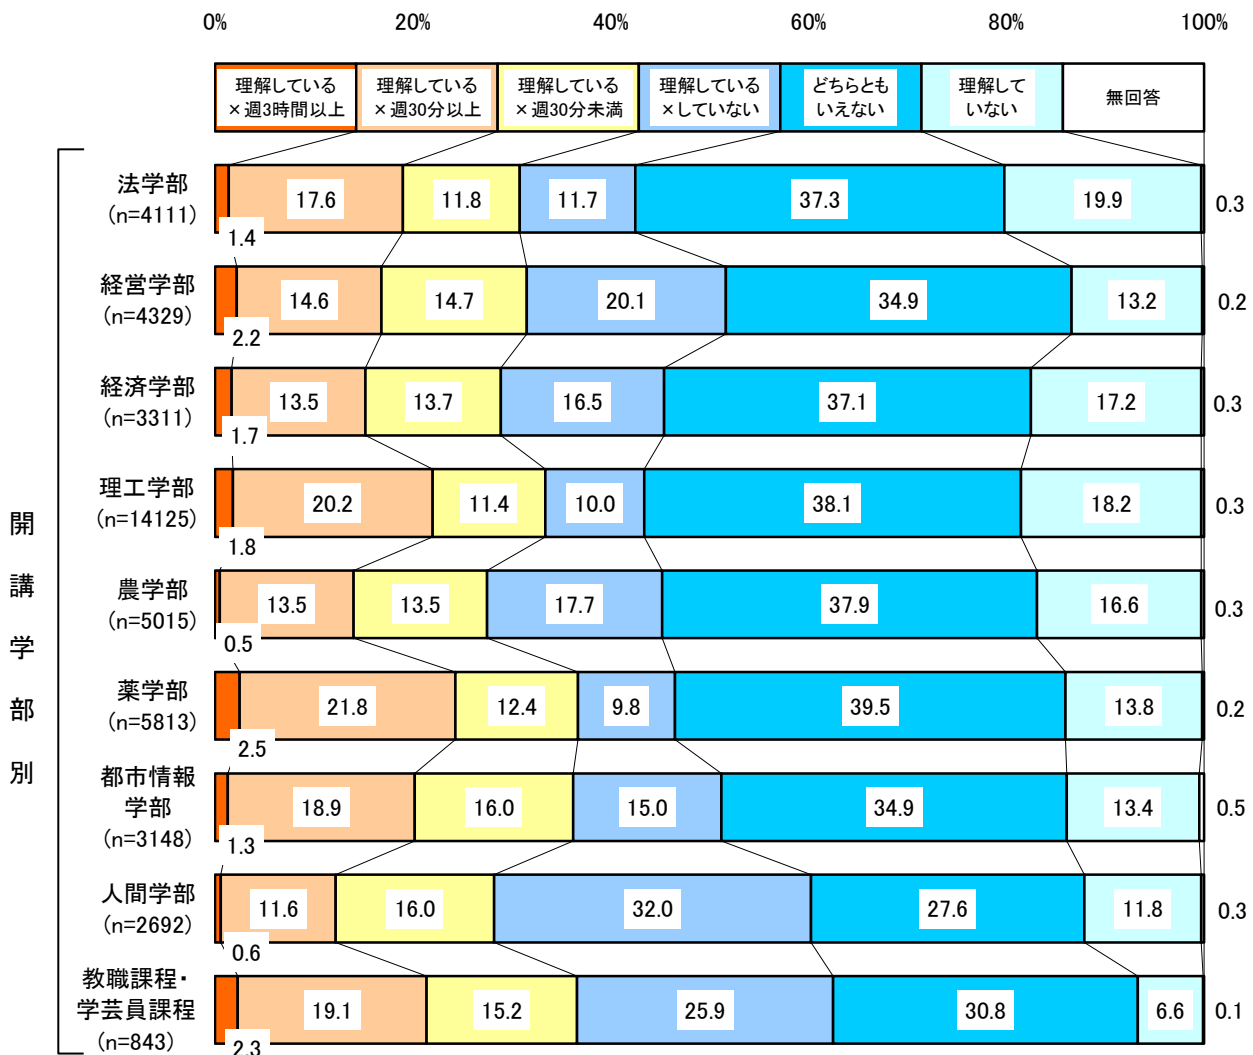 0% 20% 40% 60% 80% 100%
理解している
×週3時間以上
理解している
×週30分以上
理解している
×週30分未満
理解している
×していない
どちらとも
いえない
理解して
いない
無回答
開講学部別
法学部
(n=4111)
1.4 17.6 11.8 11.7 37.3 19.9 0.3
経営学部
(n=4329)
2.2 14.6 14.7 20.1 34.9 13.2 0.2
経済学部
(n=3311)
1.7 13.5 13.7 16.5 37.1 17.2 0.3
理工学部
(n=14125)
1.8 20.2 11.4 10.0 38.1 18.2 0.3
農学部
(n=5015)
0.5 13.5 13.5 17.7 37.9 16.6 0.3
薬学部
(n=5813)
2.5 21.8 12.4 9.8 39.5 13.8 0.2
都市情報
学部
(n=3148)
1.3 18.9 16.0 15.0 34.9 13.4 0.5
人間学部
(n=2692)
0.6 11.6 16.0 32.0 27.6 11.8 0.3
教職課程・
学芸員課程
(n=843)
2.3 19.1 15.2 25.9 30.8 6.6 0.1